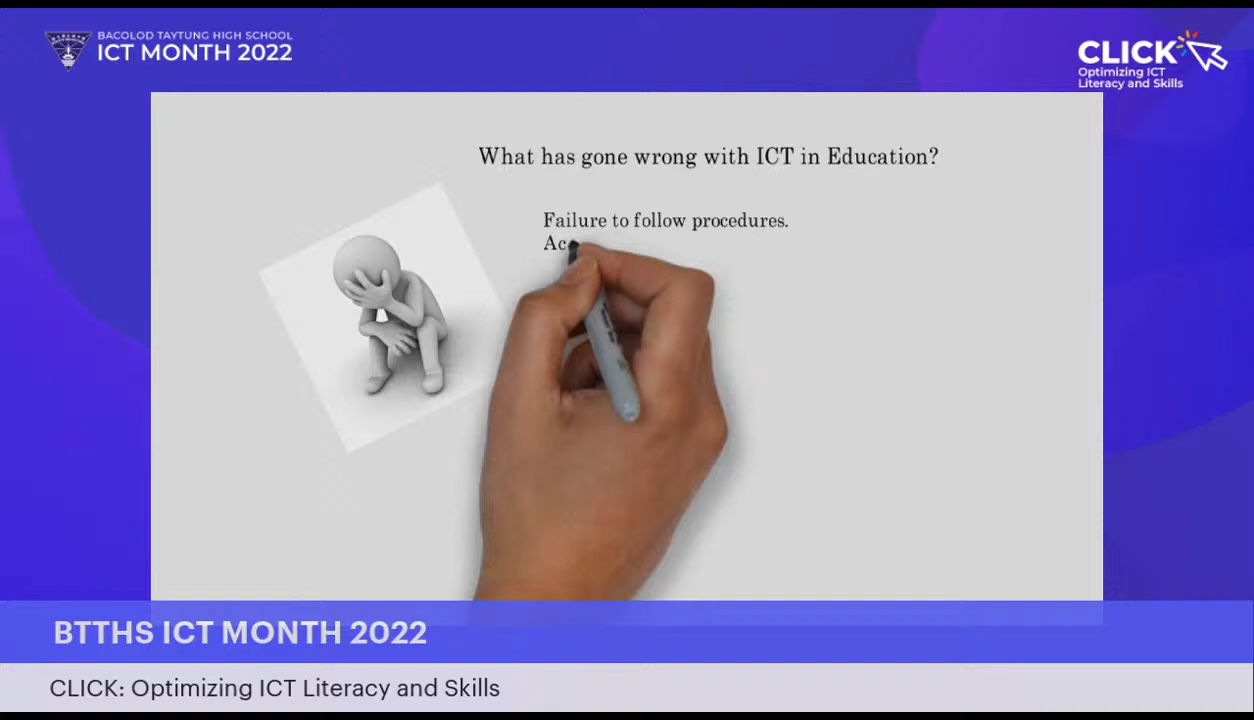 BACOLOD TAYTUNG HIGH SCHOOL
ICT MONTH 2022
CLICK
Optimizing ICT
Literacy and Skills
What has gone wrong with ICT in Education?
Failure to follow procedures.
Ac
BTTHS ICT MONTH 2022
CLICK: Optimizing ICT Literacy and Skills